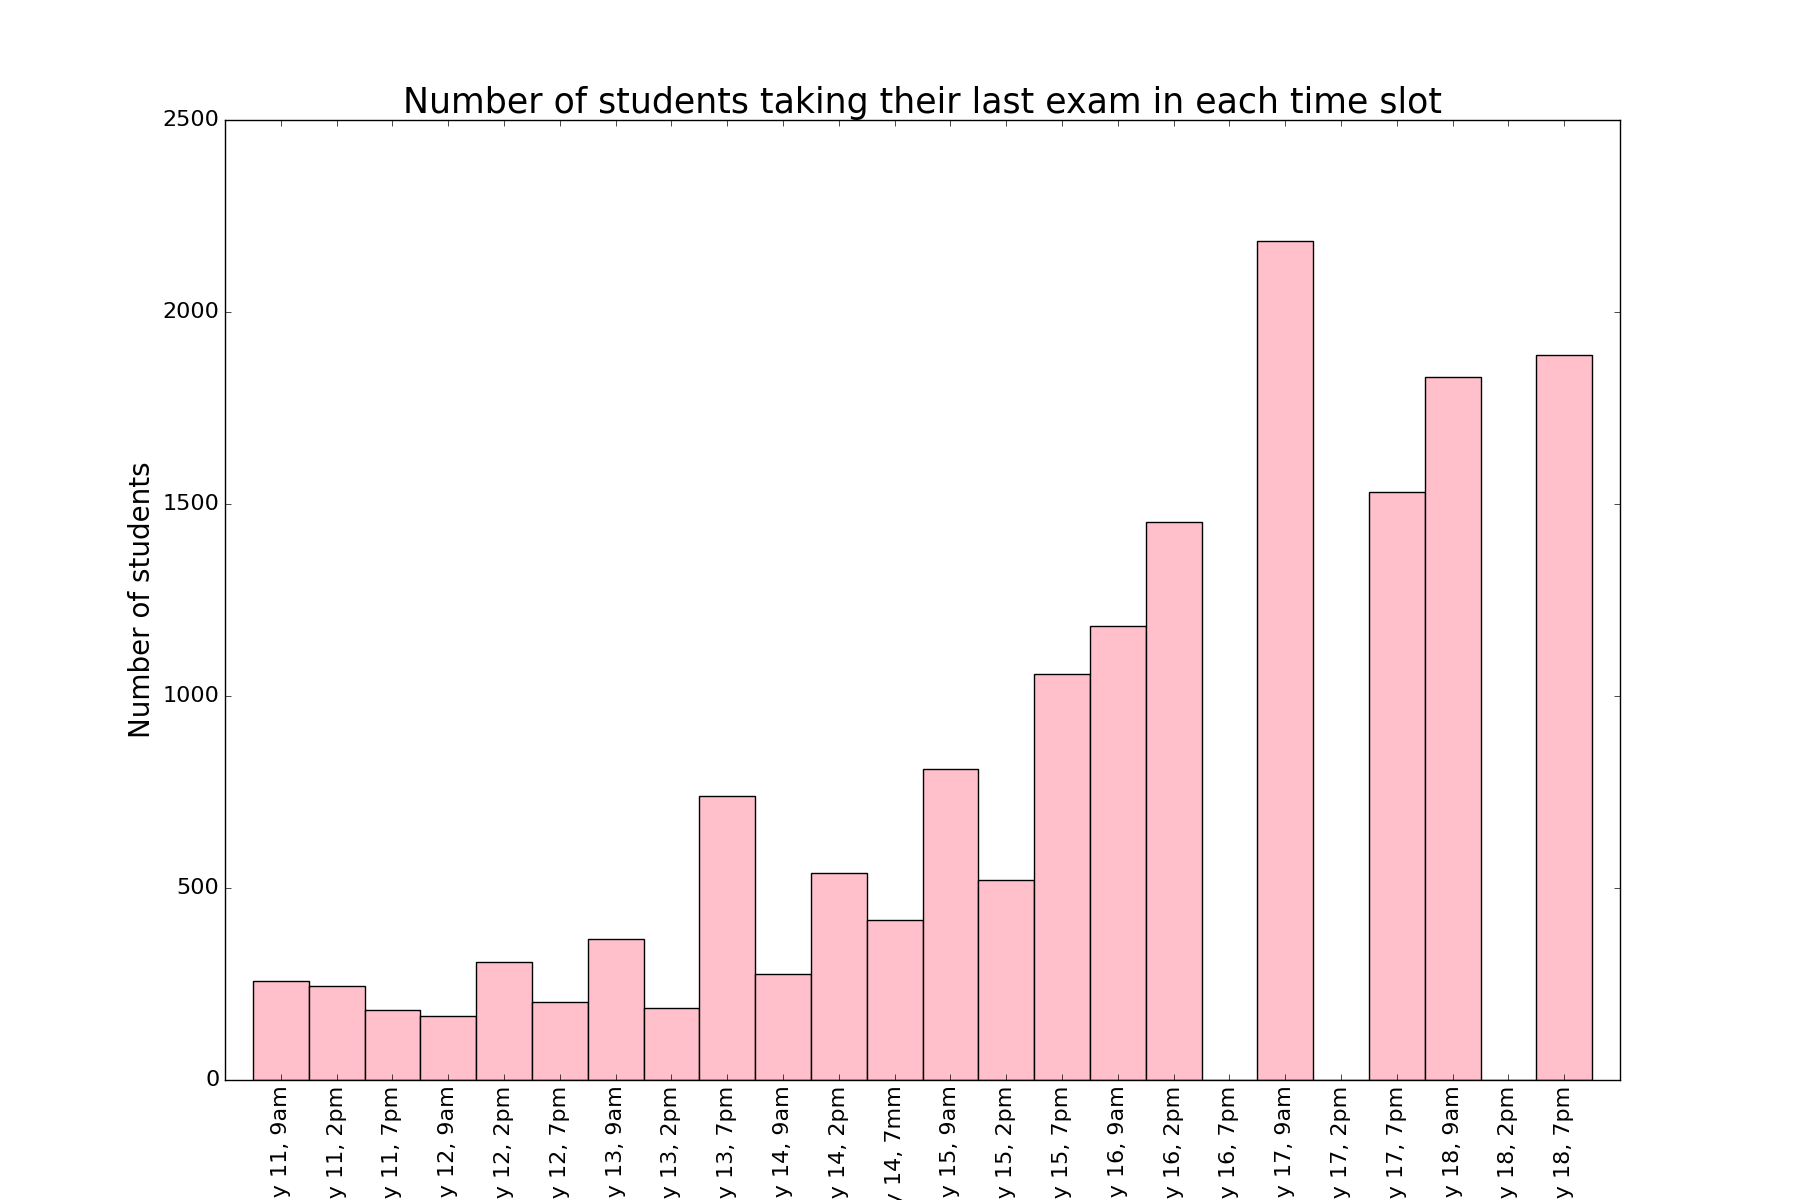 Number of students taking their last exam in each time slot
Number of students
2500
2000
1500
1000
500
0
y 11, 9am
y 11, 2pm
y 11, 7pm
y 12, 9am
y 12, 2pm
y 12, 7pm
y 13, 9am
y 13, 2pm
y 13, 7pm
y 14, 9am
y 14, 2pm
y 14, 7mm
y 15, 9am
y 15, 2pm
y 15, 7pm
y 16, 9am
y 16, 2pm
y 16, 7pm
y 17, 9am
y 17, 2pm
y 17, 7pm
y 18, 9am
y 18, 2pm
y 18, 7pm